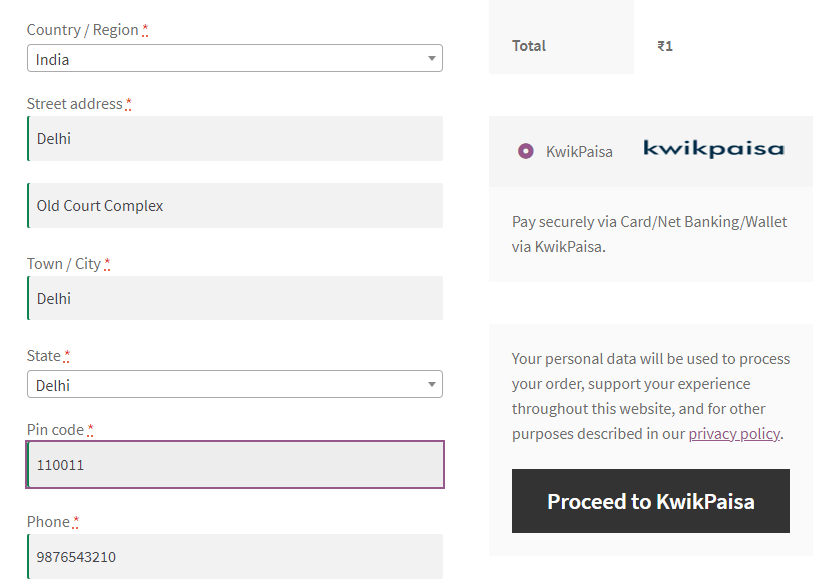 Country / Region *
India
Street address *
Delhi
Old Court Complex
Town / City *
Delhi
State *
Delhi
Pin code *
110011
Phone *
9876543210
Total ₹1
KwikPaisa kwikpaisa
Pay securely via Card/Net Banking/Wallet
via KwikPaisa.
Your personal data will be used to process
your order, support your experience
throughout this website, and for other
purposes described in our privacy policy.
Proceed to KwikPaisa